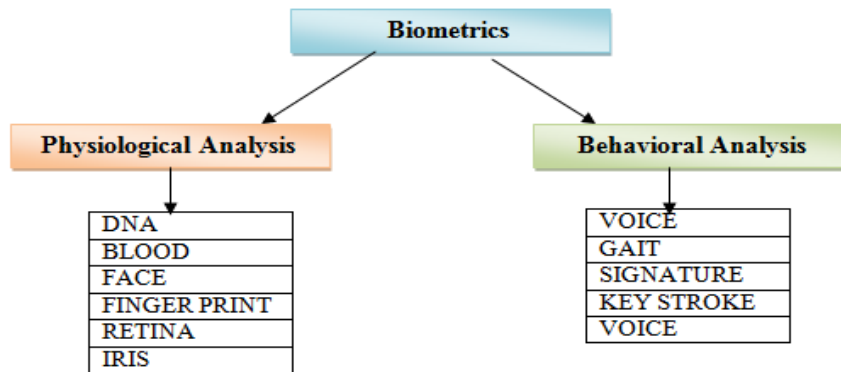 Biometrics
Physiological Analysis
Behavioral Analysis
DNA
BLOOD
FACE
FINGER PRINT
RETINA
IRIS
VOICE
GAIT
SIGNATURE
KEY STROKE
VOICE